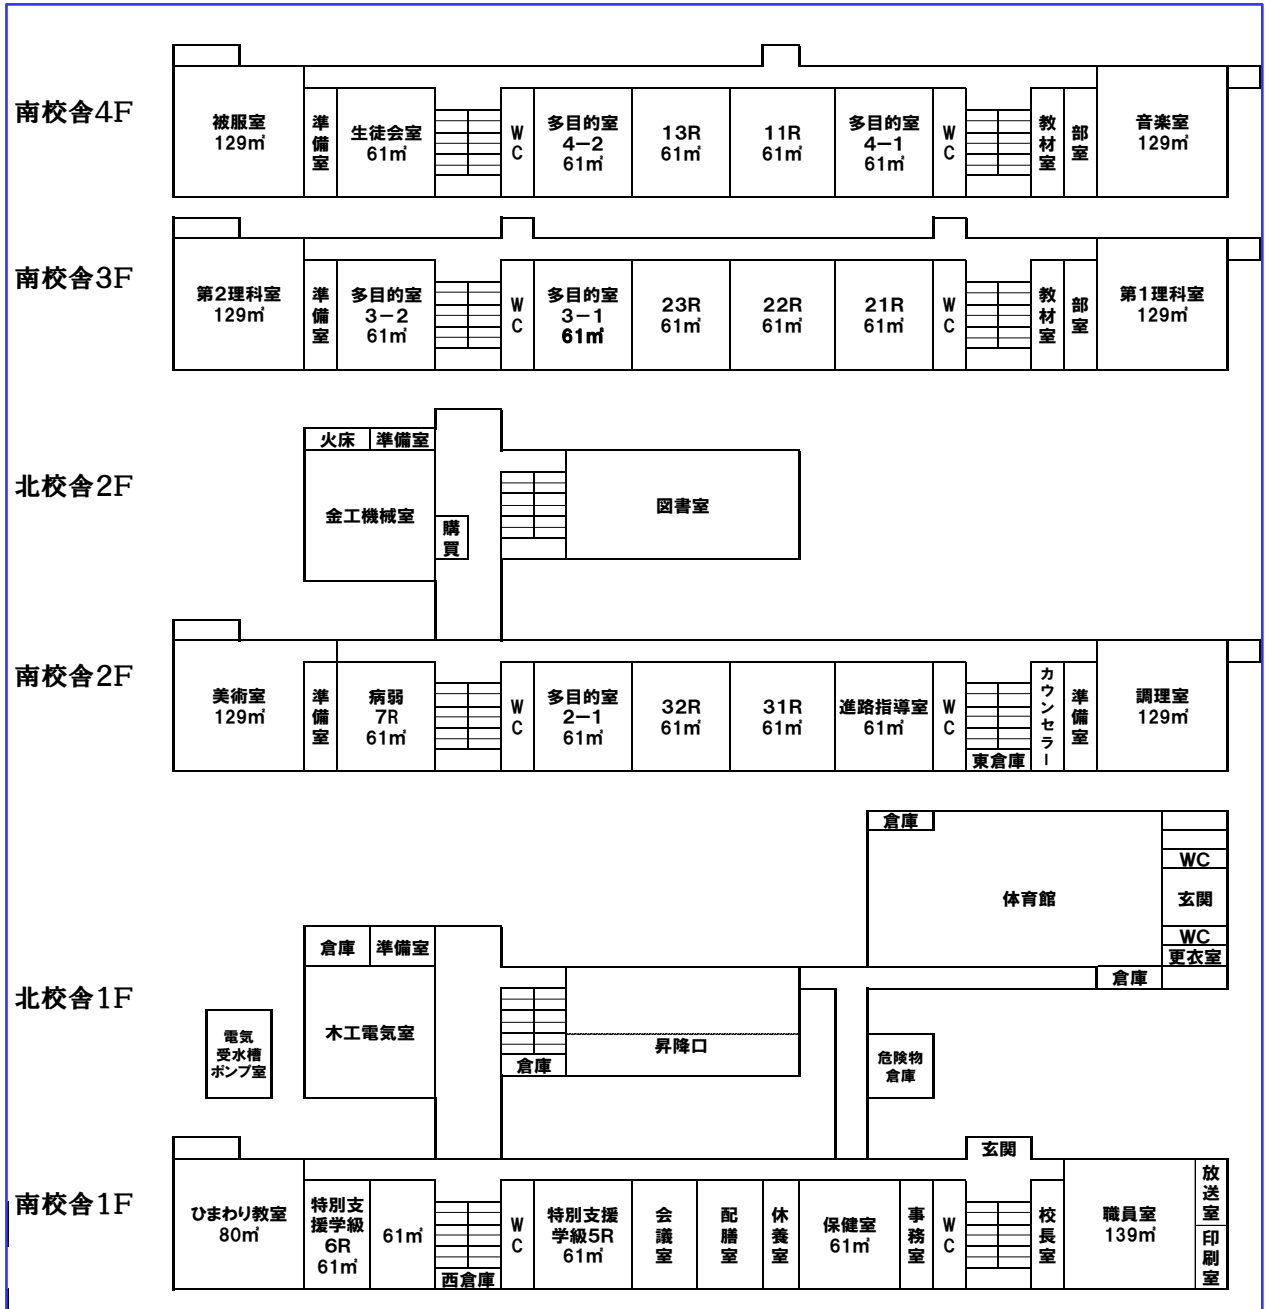 南校舎4F
被服室
129㎡
準備室
生徒会室
61㎡
WC
多目的室
4－2
61㎡
13R
61㎡
11R
61㎡
多目的室
4－1
61㎡
WC
教材室
部室
音楽室
129㎡
南校舎3F
第2理科室
129㎡
準備室
多目的室
3－2
61㎡
WC
多目的室
3－1
61㎡
23R
61㎡
22R
61㎡
21R
61㎡
WC
教材室
部室
第1理科室
129㎡
北校舎2F
火床
準備室
金工機械室
購買
図書室
南校舎2F
美術室
129㎡
準備室
病弱
7R
61㎡
WC
多目的室
2－1
61㎡
32R
61㎡
31R
61㎡
進路指導室
61㎡
WC
東倉庫
カウンセラー
準備室
調理室
129㎡
倉庫
体育館
WC
玄関
WC
更衣室
倉庫
北校舎1F
倉庫
準備室
木工電気室
電気
受水槽
ポンプ室
倉庫
昇降口
危険物
倉庫
南校舎1F
ひまわり教室
80㎡
特別支
援学級
6R
61㎡
61㎡
西倉庫
WC
特別支援
学級5R
61㎡
会議室
配膳室
休養室
保健室
61㎡
事務室
WC
玄関
校長室
職員室
139㎡
放送室
印刷室